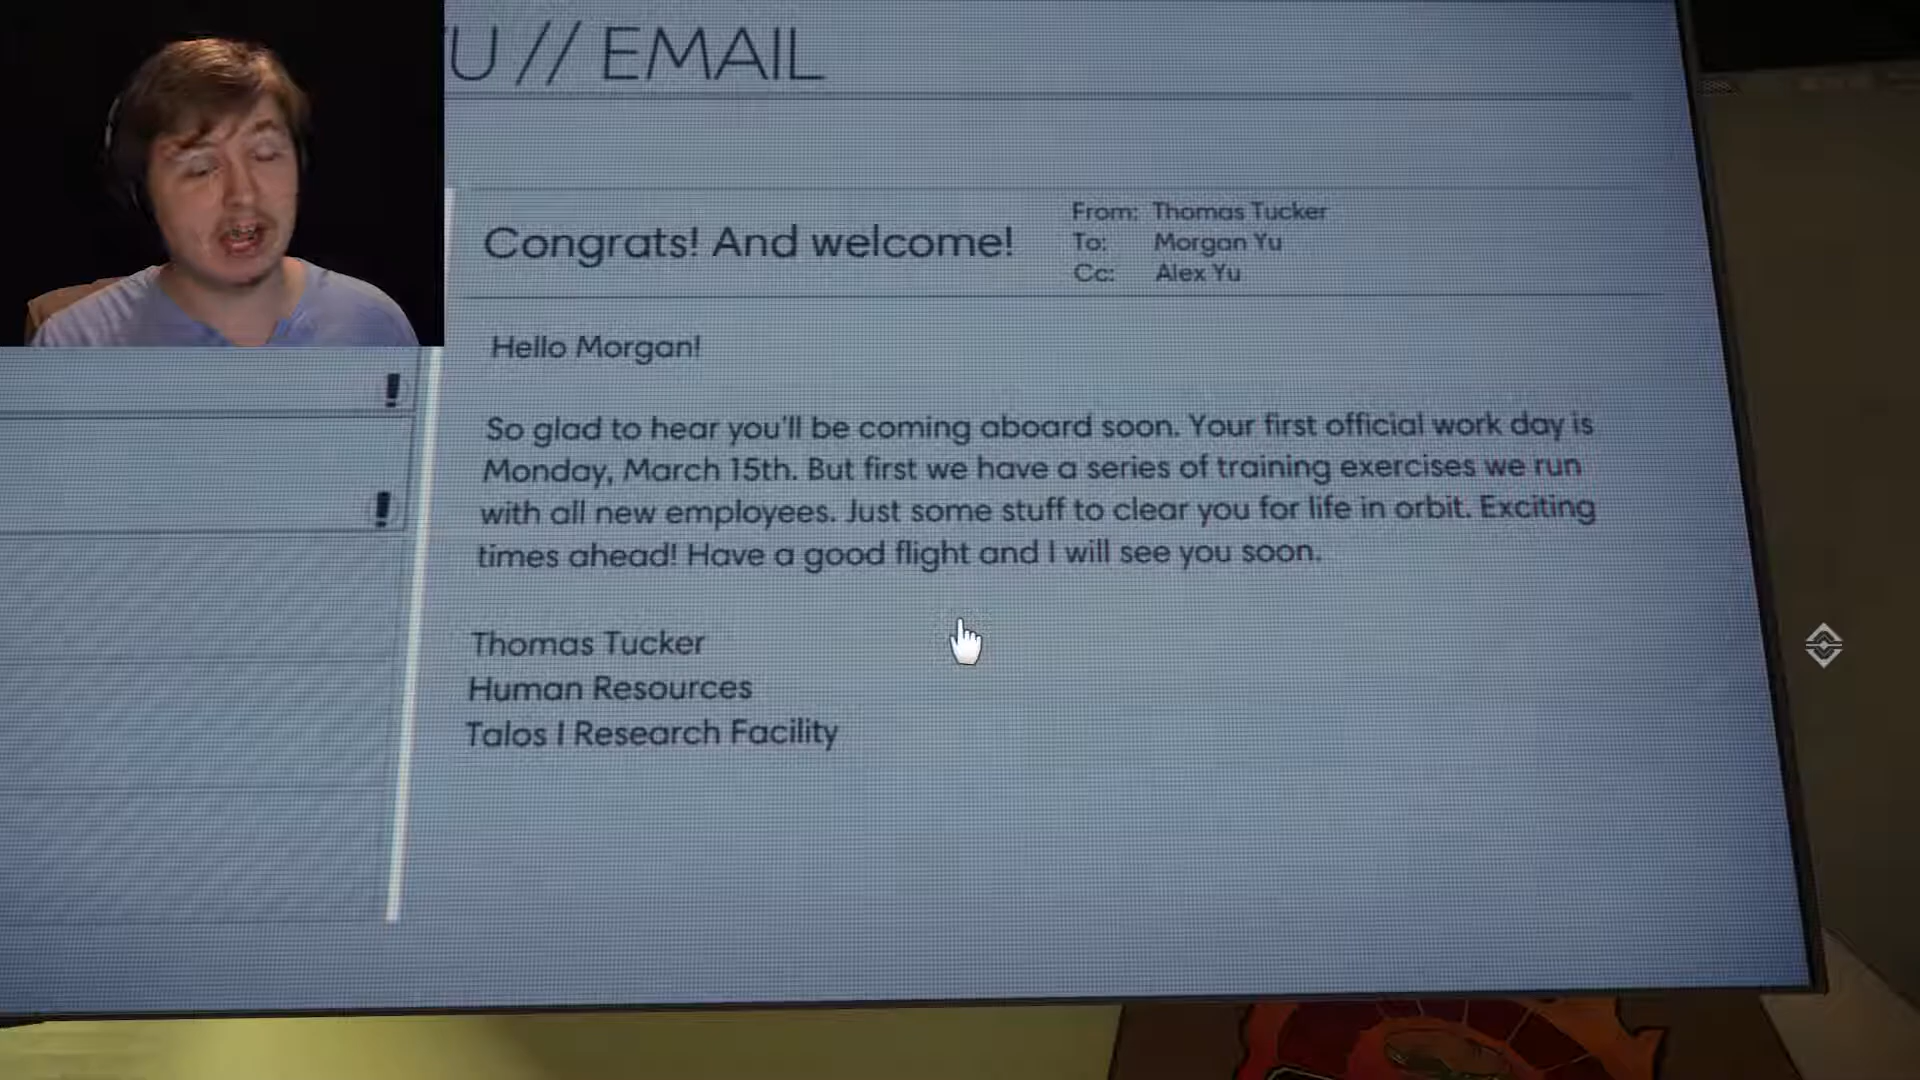 U // EMAIL
Congrats! And welcome!
From: Thomas Tucker
To: Morgan Yu
Cc: Alex Yu
Hello Morgan!
So glad to hear you'll be coming aboard soon. Your first official work day is
Monday, March 15th. But first we have a series of training exercises we run
with all new employees. Just some stuff to clear you for life in orbit. Exciting
times ahead! Have a good flight and I will see you soon.
Thomas Tucker
Human Resources
Talos I Research Facility
!
!